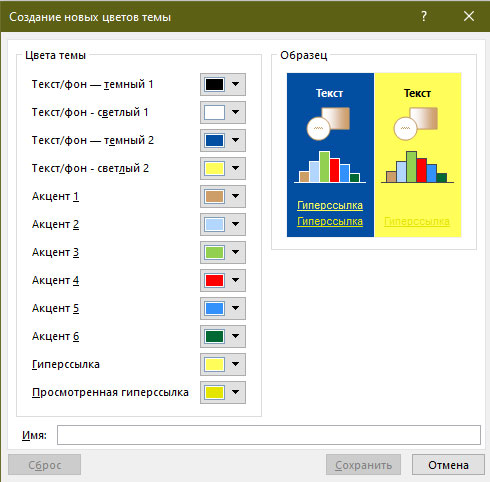 Создание новых цветов темы
?
Цвета темы
Текст/фон — темный 1
Текст/фон - светлый 1
Текст/фон — темный 2
Текст/фон - светлый 2
Акцент 1
Акцент 2
Акцент 3
Акцент 4
Акцент 5
Акцент 6
Гиперссылка
Просмотренная гиперссылка
Образец
Текст Текст
Гиперссылка
Гиперссылка Гиперссылка
Имя:
Сброс Сохранить Отмена